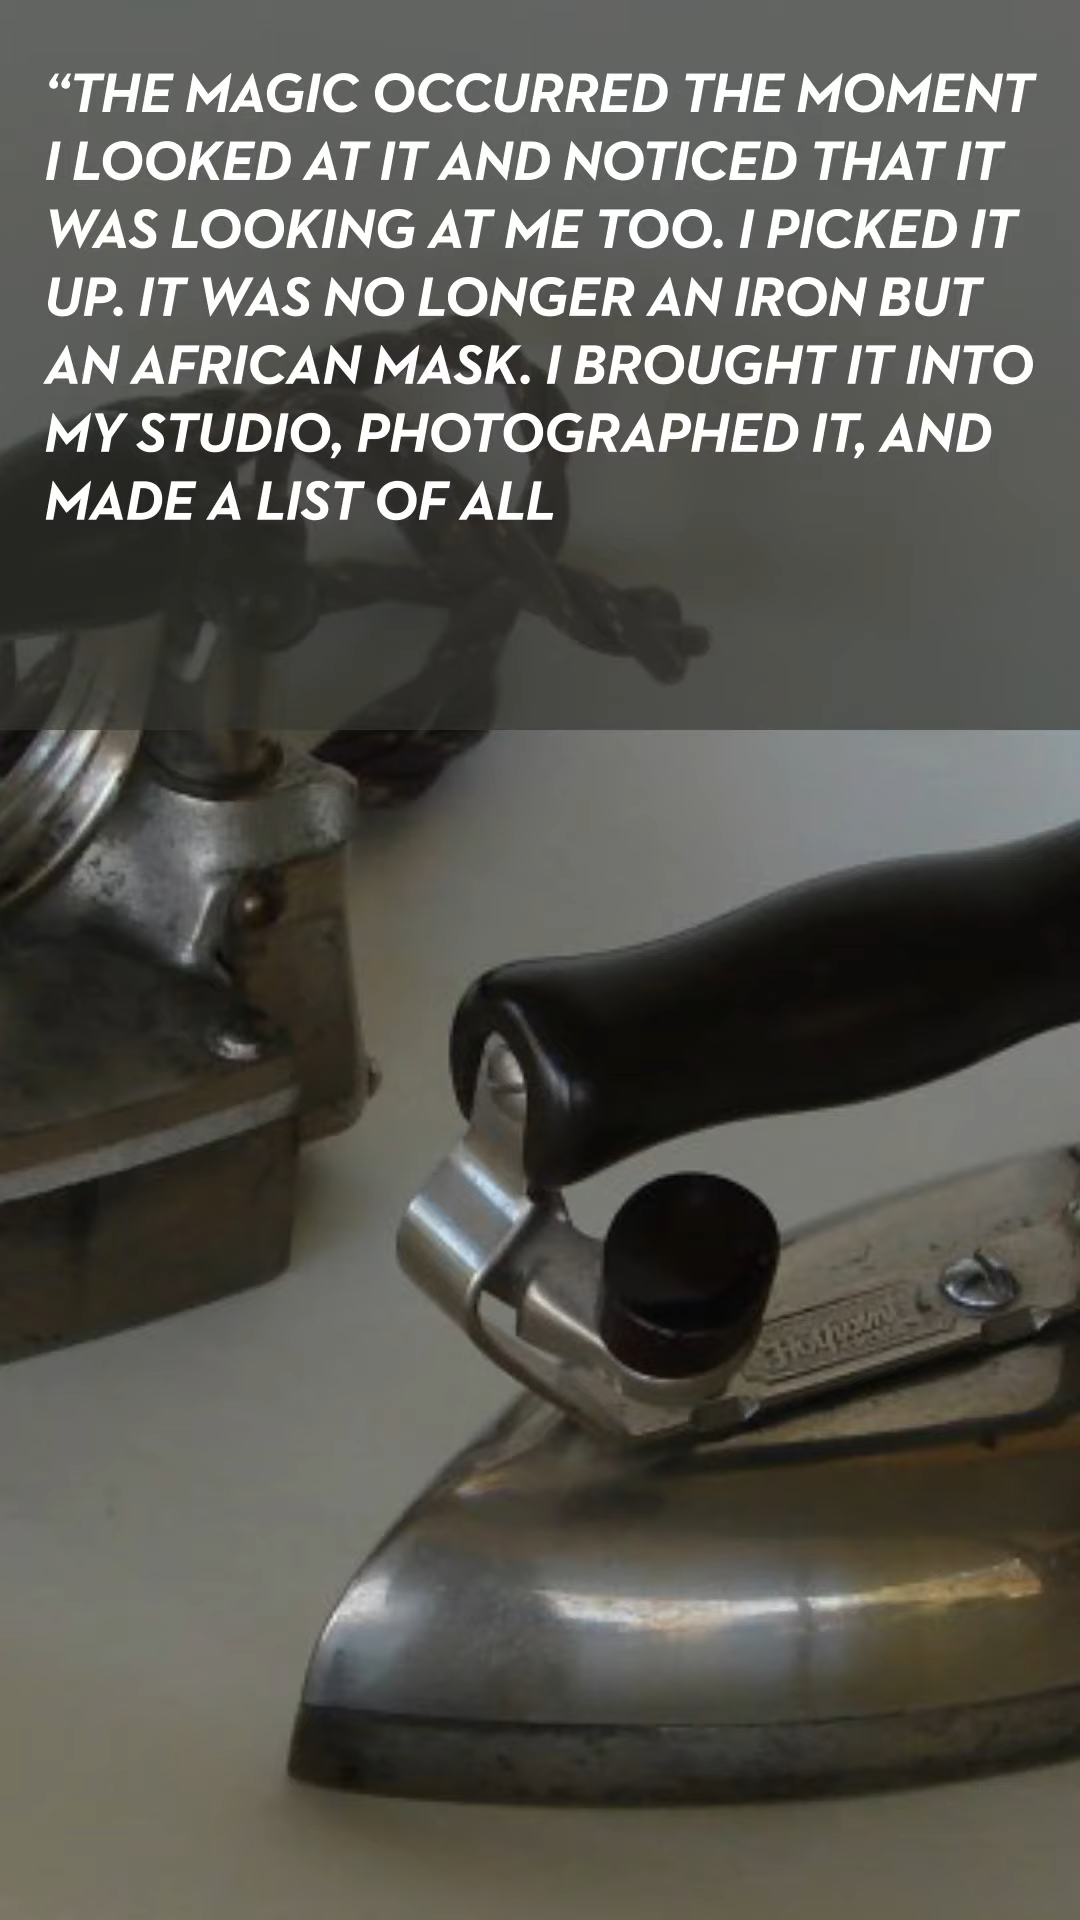 “THE MAGIC OCCURRED THE MOMENT
I LOOKED AT IT AND NOTICED THAT IT
WAS LOOKING AT ME TOO. I PICKED IT
UP. IT WAS NO LONGER AN IRON BUT
AN AFRICAN MASK. I BROUGHT IT INTO
MY STUDIO, PHOTOGRAPHED IT, AND
MADE A LIST OF ALL
Hotpoint